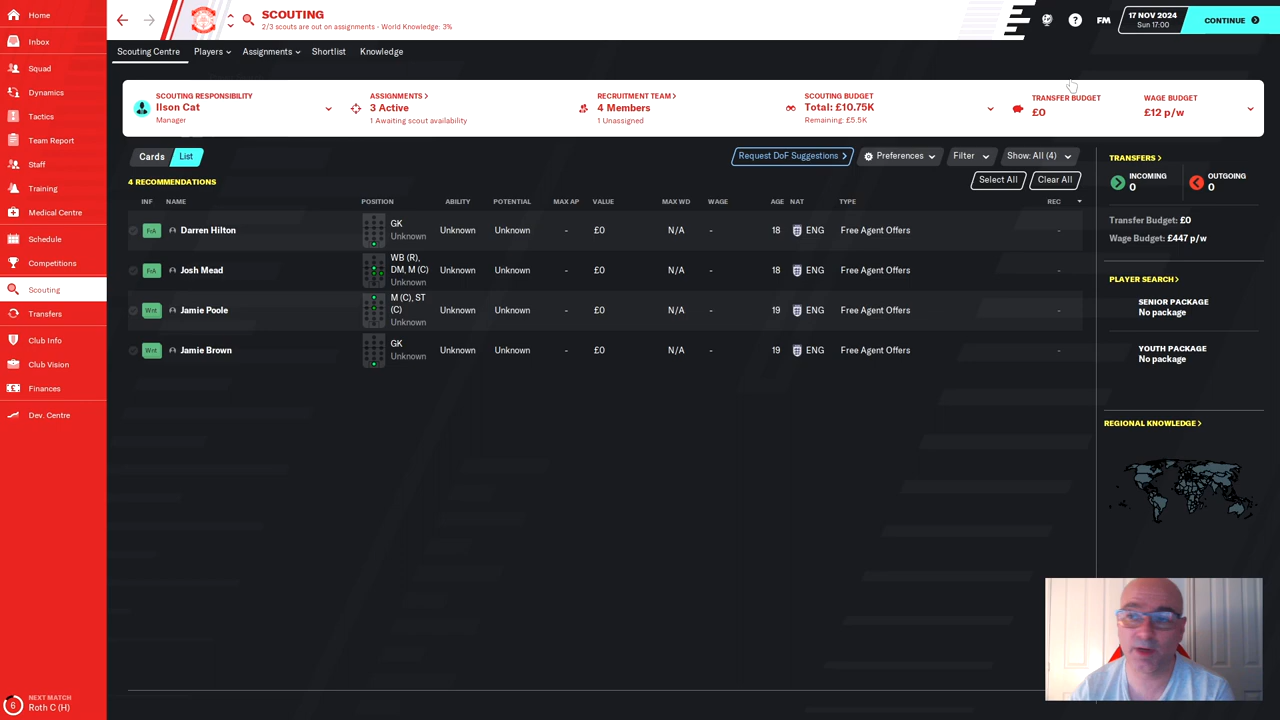 Home
Inbox
Squad
Dynamics
Tactics
Team Report
Staff
Training
Medical Centre
Schedule
Competitions
Scouting
Transfers
Club Info
Club Vision
Finances
Dev. Centre
6
NEXT MATCH
Roth C (H)
SCOUTING
2/3 scouts are out on assignments - World Knowledge: 3%
?
FM
17 NOV 2024
Sun 17:00
CONTINUE
Scouting Centre
Players
Assignments
Shortlist
Knowledge
SCOUTING RESPONSIBILITY
Ilson Cat
Manager
ASSIGNMENTS >
3 Active
1 Awaiting scout availability
RECRUITMENT TEAM >
4 Members
1 Unassigned
SCOUTING BUDGET
Total: £10.75K
Remaining: £5.5K
TRANSFER BUDGET
£0
WAGE BUDGET
£12 p/w
Cards
List
Request DoF Suggestions >
Preferences
Filter
Show: All (4)
4 RECOMMENDATIONS
Select All
Clear All
INF NAME POSITION ABILITY POTENTIAL MAX AP VALUE MAX WD WAGE AGE NAT TYPE REC
FrA Darren Hilton GK Unknown Unknown Unknown - £0 N/A - 18 ENG Free Agent Offers -
FrA Josh Mead WB (R), DM, M (C) Unknown Unknown Unknown - £0 N/A - 18 ENG Free Agent Offers -
Wnt Jamie Poole M (C), ST (C) Unknown Unknown Unknown - £0 N/A - 19 ENG Free Agent Offers -
Wnt Jamie Brown GK Unknown Unknown Unknown - £0 N/A - 19 ENG Free Agent Offers -
TRANSFERS >
INCOMING
0
OUTGOING
0
Transfer Budget: £0
Wage Budget: £447 p/w
PLAYER SEARCH >
SENIOR PACKAGE
No package
YOUTH PACKAGE
No package
REGIONAL KNOWLEDGE >